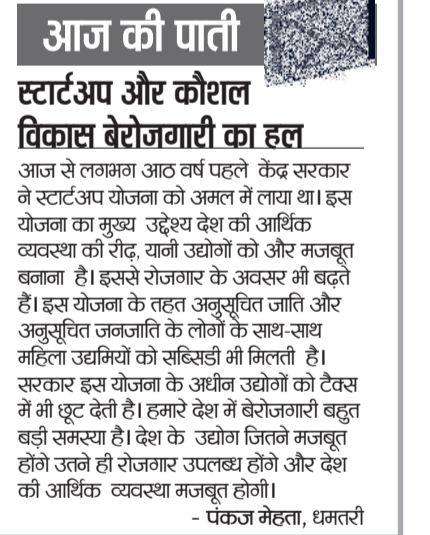 आज की पाती
स्टार्टअप और कौशल
विकास बेरोजगारी का हल
आज से लगभग आठ वर्ष पहले केंद्र सरकार
ने स्टार्टअप योजना को अमल में लाया था। इस
योजना का मुख्य उद्देश्य देश की आर्थिक
व्यवस्था की रीढ़, यानी उद्योगों को और मजबूत
बनाना है। इससे रोजगार के अवसर भी बढ़ते
हैं। इस योजना के तहत अनुसूचित जाति और
अनुसूचित जनजाति के लोगों के साथ-साथ
महिला उद्यमियों को सब्सिडी भी मिलती है।
सरकार इस योजना के अधीन उद्योगों को टैक्स
में भी छूट देती है। हमारे देश में बेरोजगारी बहुत
बड़ी समस्या है। देश के उद्योग जितने मजबूत
होंगे उतने ही रोजगार उपलब्ध होंगे और देश
की आर्थिक व्यवस्था मजबूत होगी।
- पंकज मेहता, धमतरी